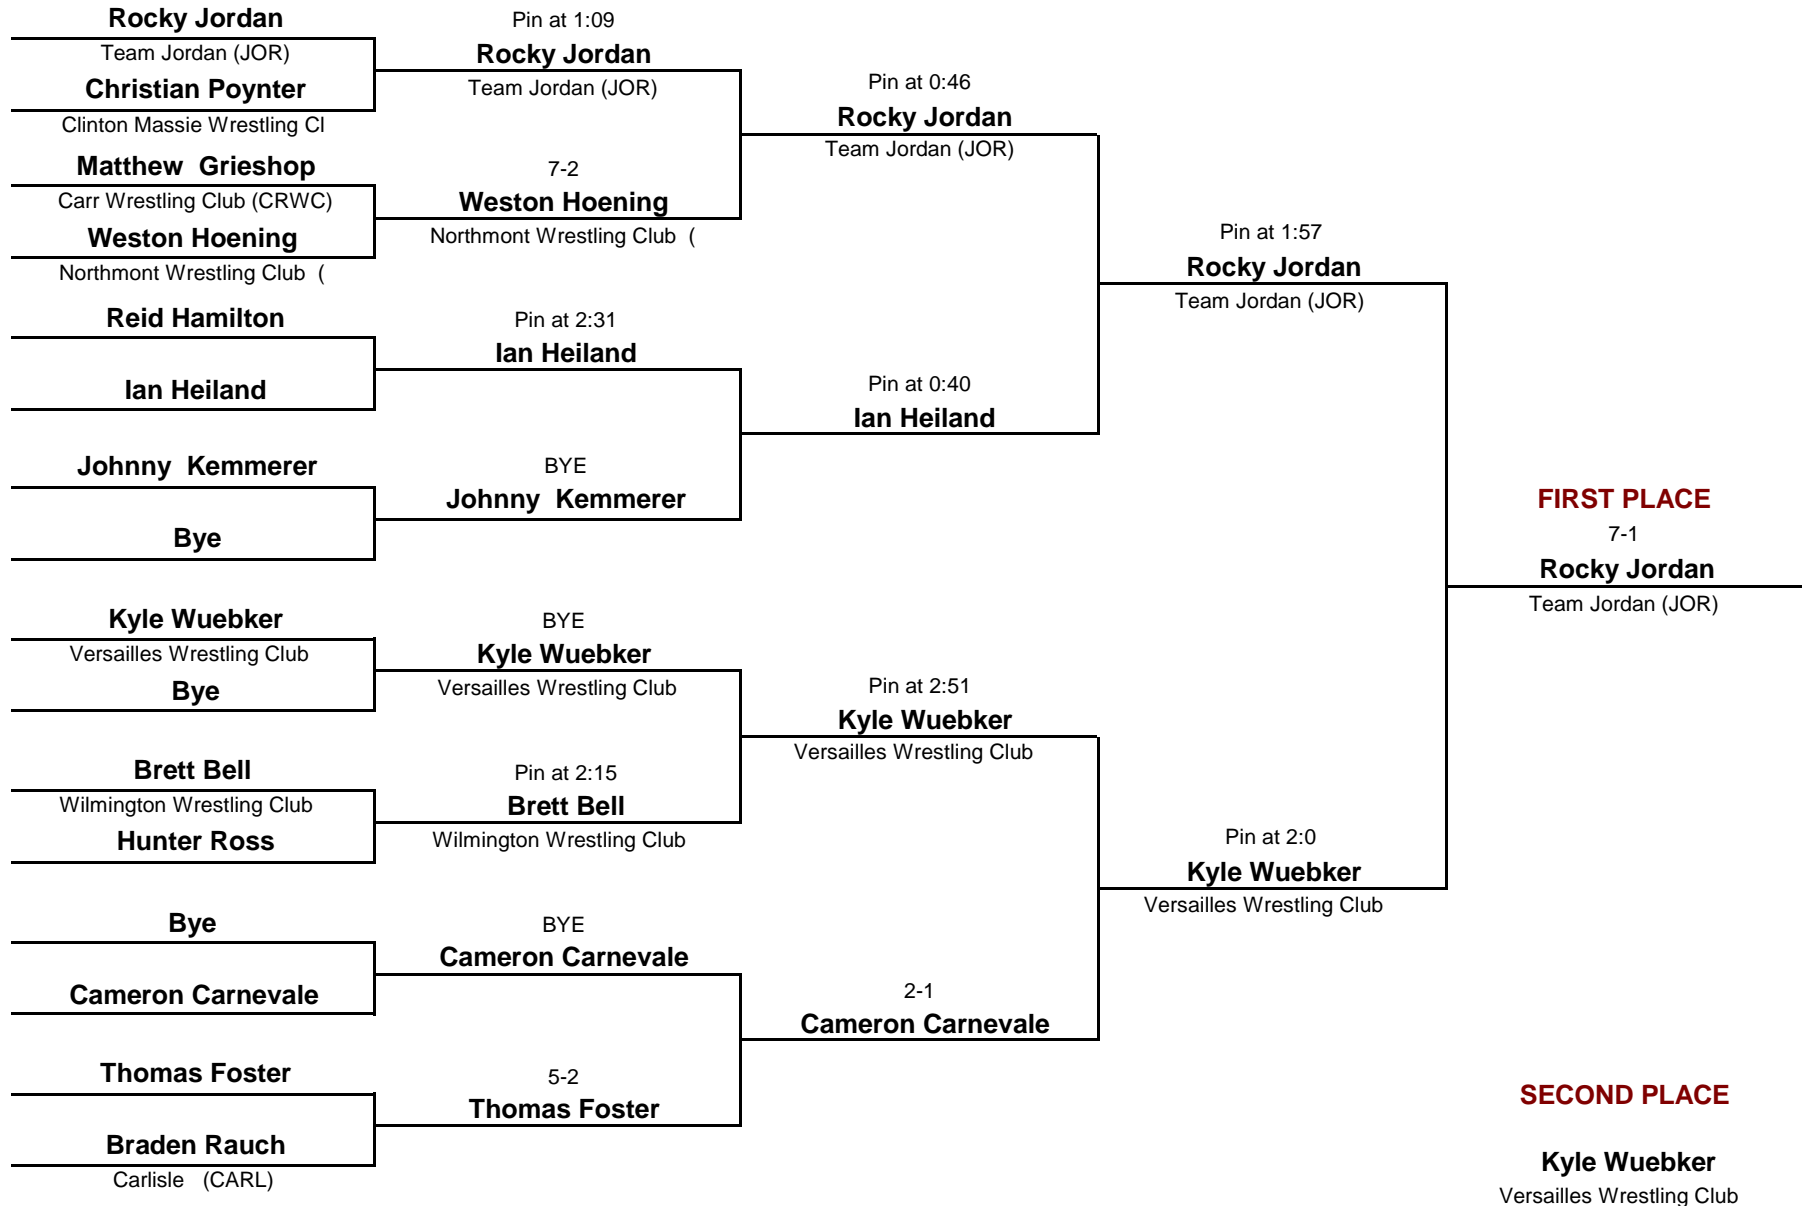 Rocky Jordan
Team Jordan (JOR)
Christian Poynter
Clinton Massie Wrestling Cl
Matthew  Grieshop
Carr Wrestling Club (CRWC)
Weston Hoening
Northmont Wrestling Club  (
Reid Hamilton
Ian Heiland
Johnny  Kemmerer
Bye
Kyle Wuebker
Versailles Wrestling Club
Bye
Brett Bell
Wilmington Wrestling Club
Hunter Ross
Bye
Cameron Carnevale
Thomas Foster
Braden Rauch
Carlisle   (CARL)
Pin at 1:09
Rocky Jordan
Team Jordan (JOR)
7-2
Weston Hoening
Northmont Wrestling Club  (
Pin at 2:31
Ian Heiland
BYE
Johnny  Kemmerer
BYE
Kyle Wuebker
Versailles Wrestling Club
Pin at 2:15
Brett Bell
Wilmington Wrestling Club
BYE
Cameron Carnevale
5-2
Thomas Foster
Pin at 0:46
Rocky Jordan
Team Jordan (JOR)
Pin at 0:40
Ian Heiland
Pin at 2:51
Kyle Wuebker
Versailles Wrestling Club
2-1
Cameron Carnevale
Pin at 1:57
Rocky Jordan
Team Jordan (JOR)
Pin at 2:0
Kyle Wuebker
Versailles Wrestling Club
FIRST PLACE
7-1
Rocky Jordan
Team Jordan (JOR)
SECOND PLACE
Kyle Wuebker
Versailles Wrestling Club